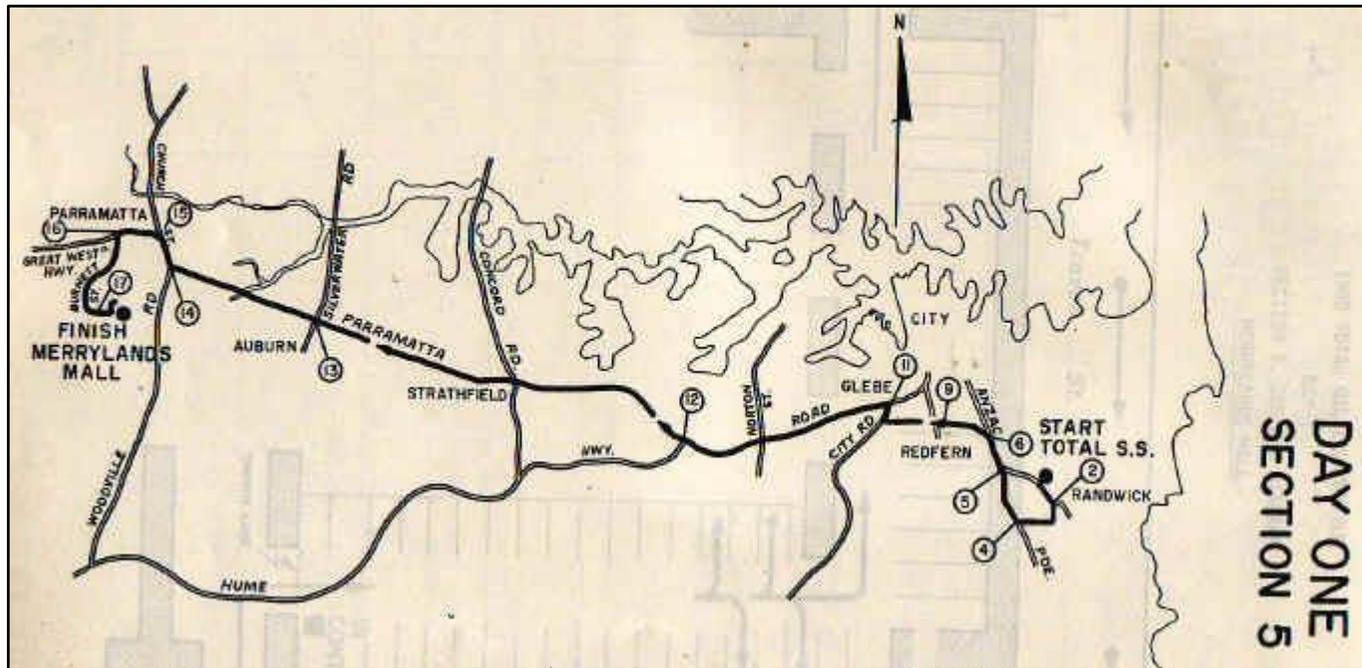 N
CHURCH ST.
PARRAMATTA
15
16
GREAT WEST'N
HWY.
BURNETT
ST.
17
FINISH
MERRYLANDS
MALL
RD
WOODVILLE
14
AUBURN
13
SILVERWATER
RD
PARRAMATTA
CONCORD
RD
STRATHFIELD
HUME
HWY.
12
NORTON
ST.
ROAD
CITY
GLEBE
11
CITY RD
9
REDFERN
ANZAC
6
START
TOTAL S.S.
2
RANDWICK
5
4
PDE.
DAY ONE
SECTION 5